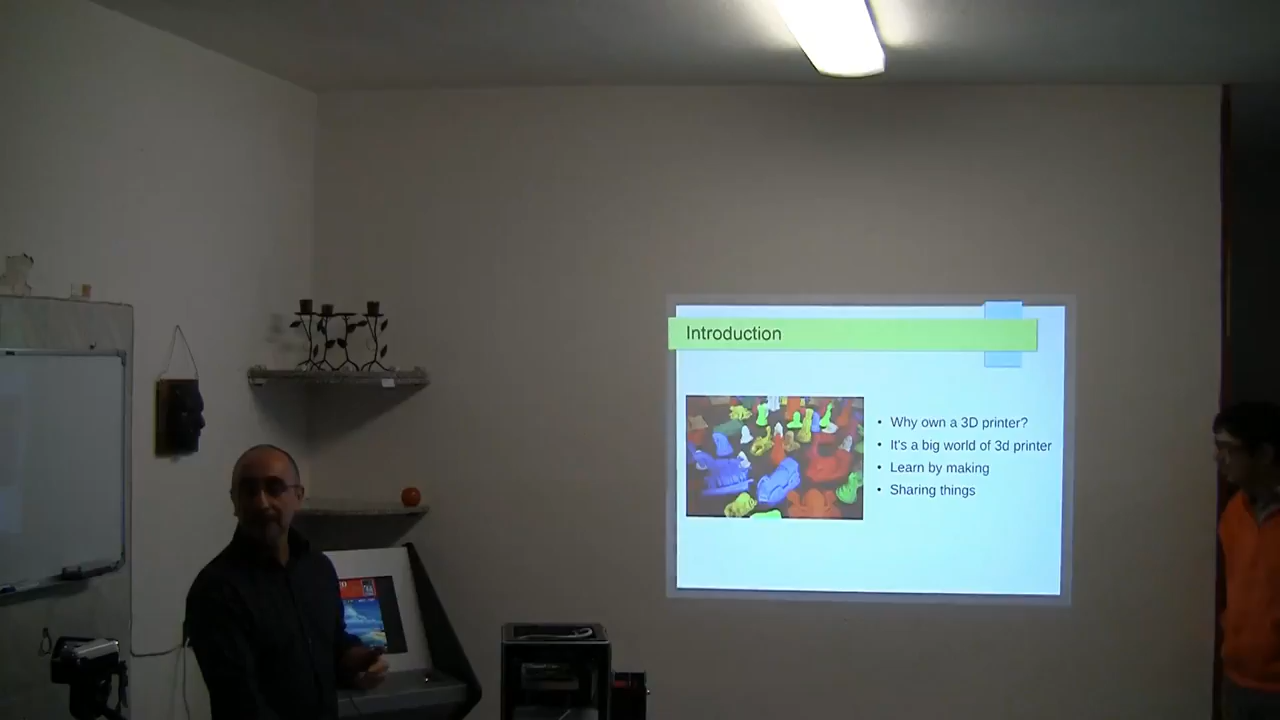 Introduction
• Why own a 3D printer?
• It's a big world of 3d printer
• Learn by making
• Sharing things